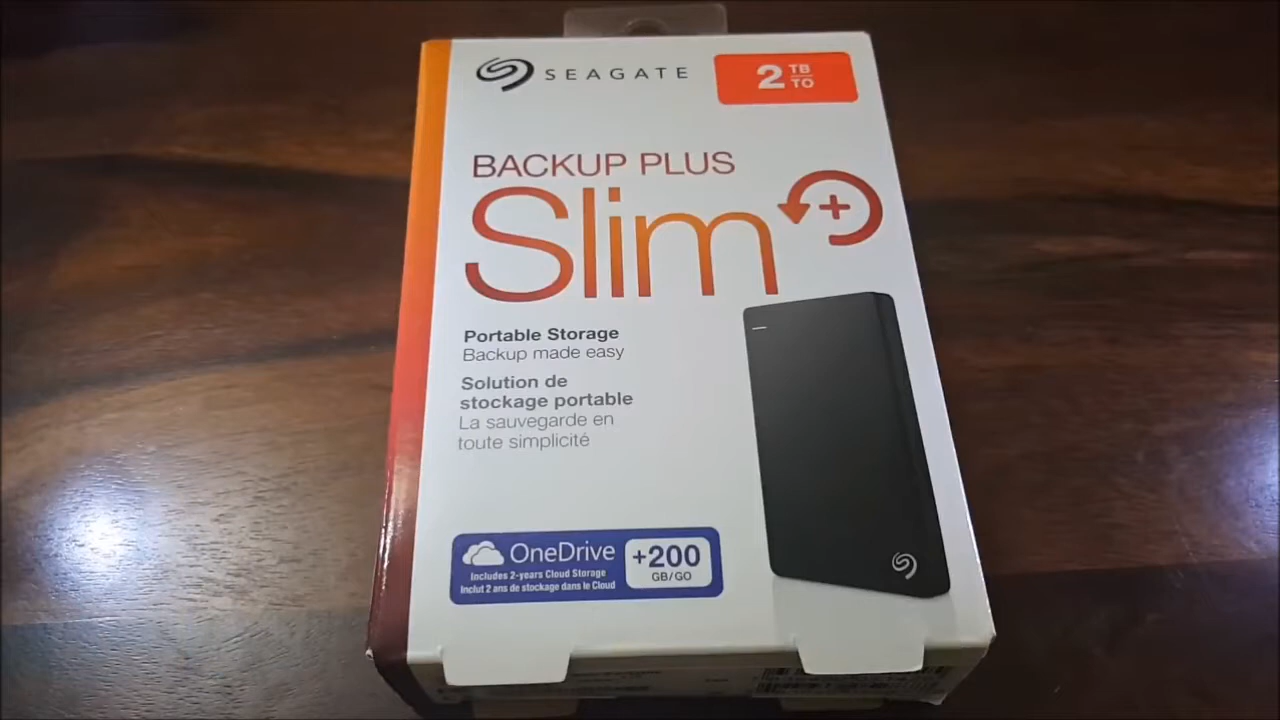 SEAGATE
2 TB
TO
BACKUP PLUS
Slim
Portable Storage
Backup made easy
Solution de
stockage portable
La sauvegarde en
toute simplicité
OneDrive
Includes 2-years Cloud Storage
Inclut 2 ans de stockage dans le Cloud
+200
GB/GO